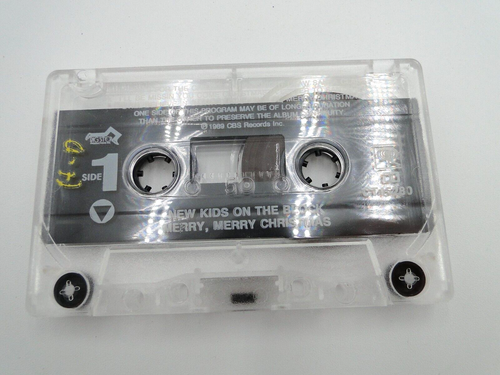 ONE SIDE OF THIS PROGRAM MAY BE OF LONGER DURATION
THAN THE OTHER TO PRESERVE THE ALBUM CONTINUITY.
℗ 1989 CBS Records Inc.
SIDE 1
NEW KIDS ON THE BLOCK
MERRY, MERRY CHRISTMAS